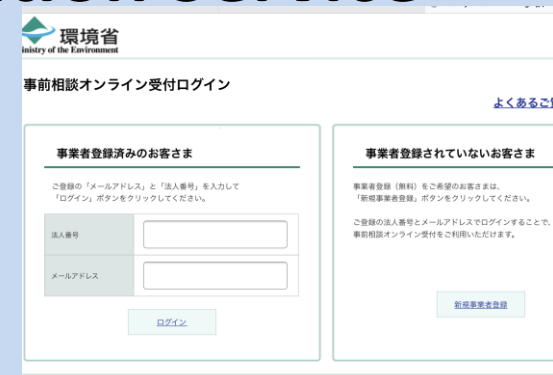 環境省
Ministry of the Environment
事前相談オンライン受付ログイン
よくあるご
事業者登録済みのお客さま
ご登録の「メールアドレス」と「法人番号」を入力して
「ログイン」ボタンをクリックしてください。
法人番号
メールアドレス
ログイン
事業者登録されていないお客さま
事業者登録(無料)をご希望のお客さまは、
「新規事業者登録」ボタンをクリックしてください。
ご登録の法人番号とメールアドレスでログインすることで、
事前相談オンライン受付をご利用いただけます。
新規事業者登録